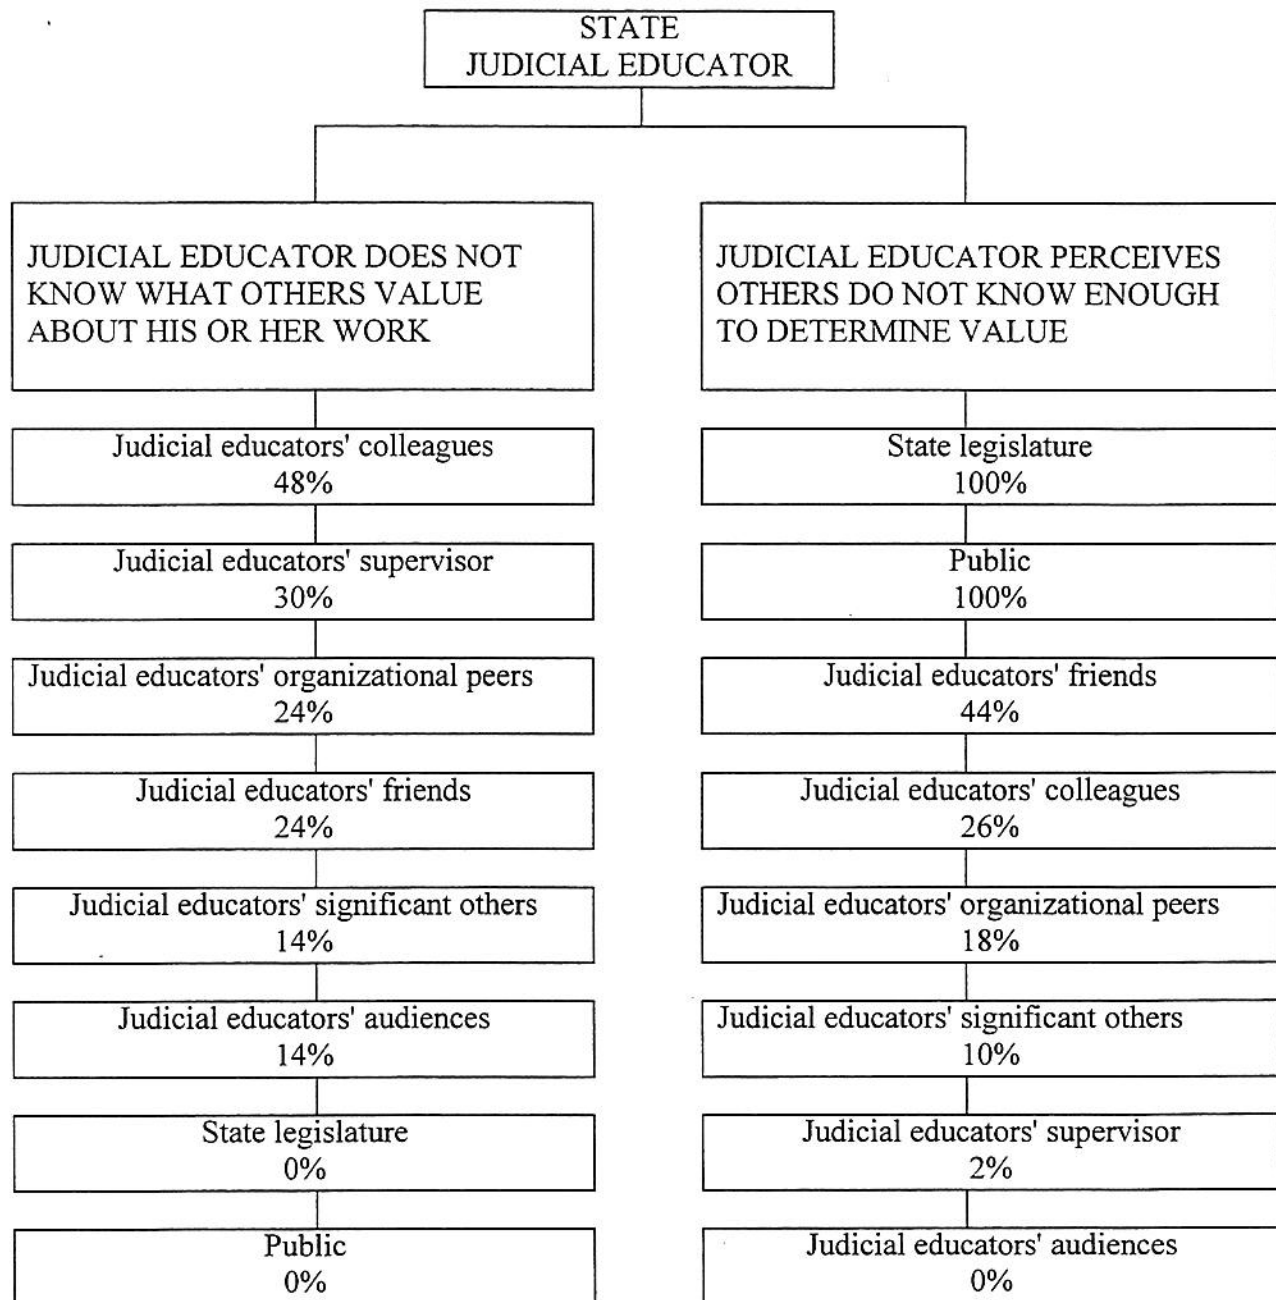 STATE
JUDICIAL EDUCATOR
JUDICIAL EDUCATOR DOES NOT
KNOW WHAT OTHERS VALUE
ABOUT HIS OR HER WORK
Judicial educators' colleagues
48%
Judicial educators' supervisor
30%
Judicial educators' organizational peers
24%
Judicial educators' friends
24%
Judicial educators' significant others
14%
Judicial educators' audiences
14%
State legislature
0%
Public
0%
JUDICIAL EDUCATOR PERCEIVES
OTHERS DO NOT KNOW ENOUGH
TO DETERMINE VALUE
State legislature
100%
Public
100%
Judicial educators' friends
44%
Judicial educators' colleagues
26%
Judicial educators' organizational peers
18%
Judicial educators' significant others
10%
Judicial educators' supervisor
2%
Judicial educators' audiences
0%